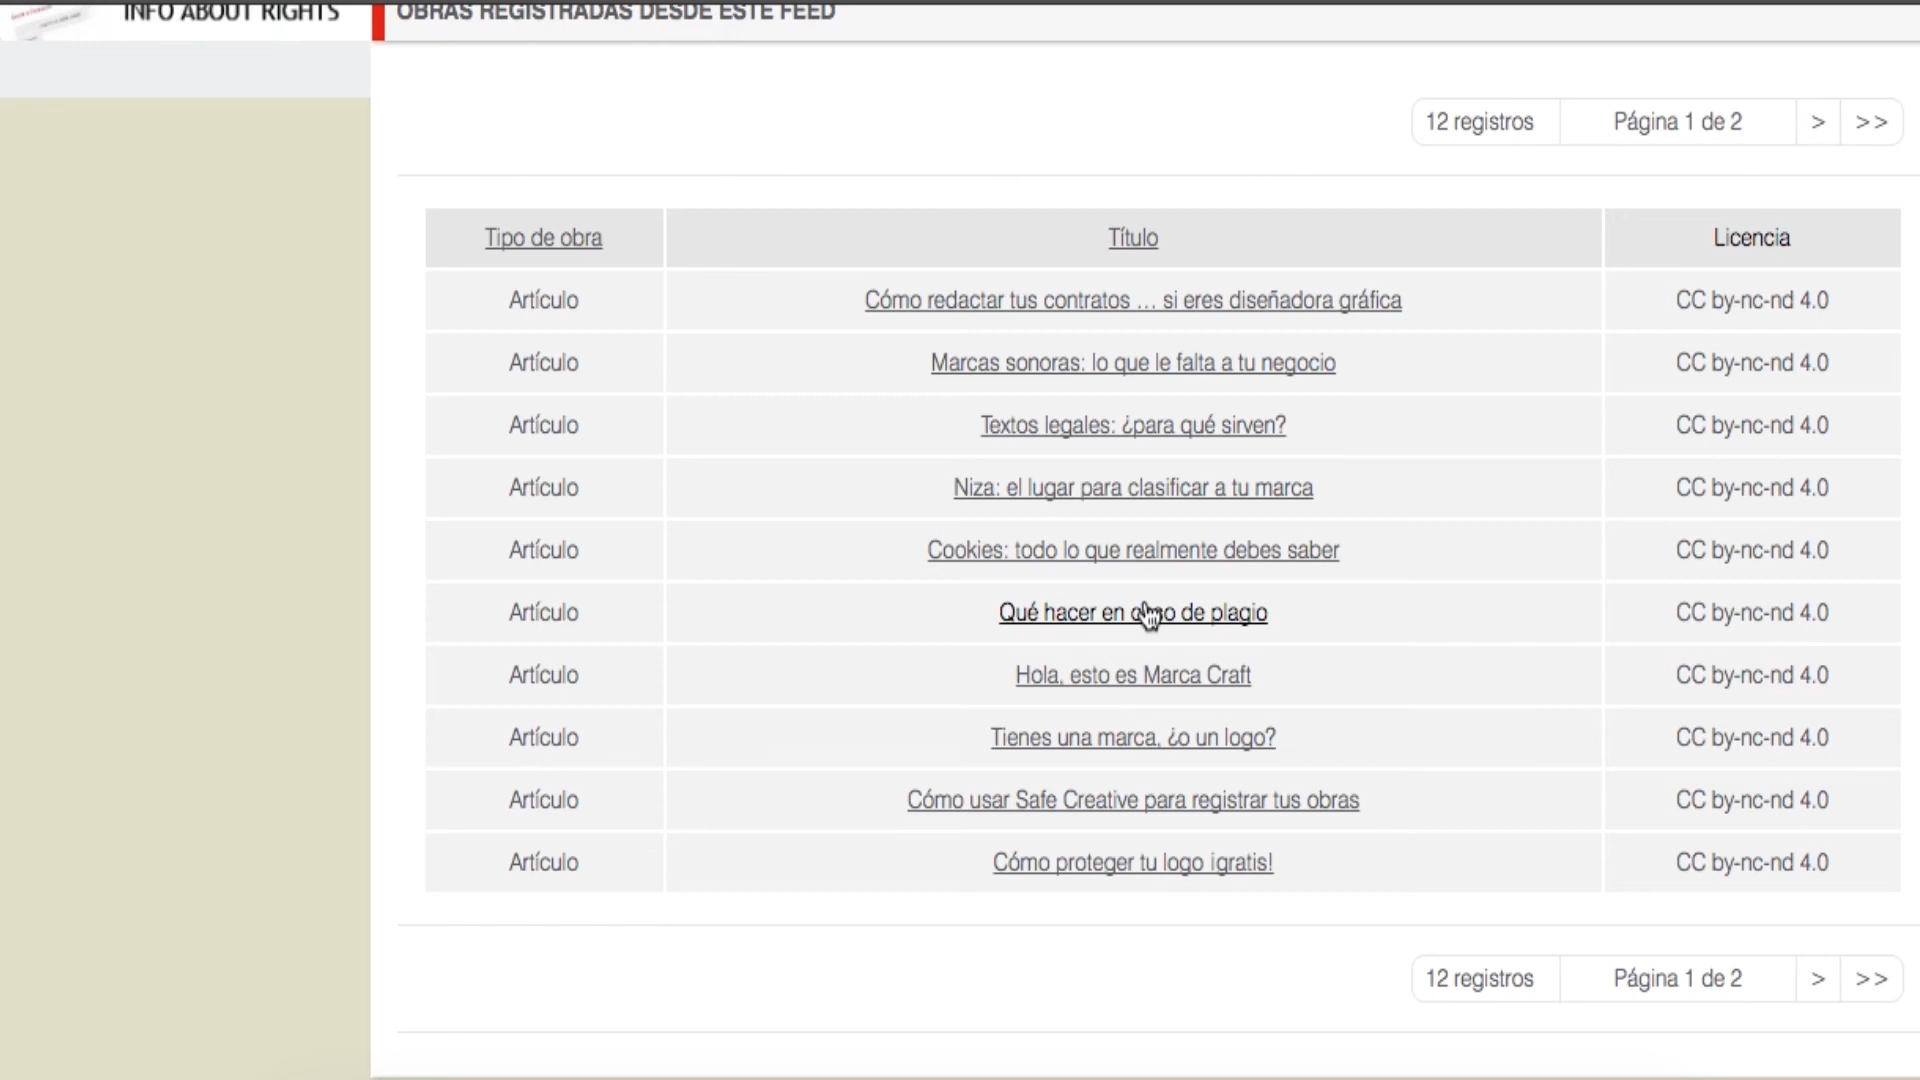 INFO ABOUT RIGHTS
OBRAS REGISTRADAS DESDE ESTE FEED
12 registros Página 1 de 2 > >>
Tipo de obra Título Licencia
Artículo Cómo redactar tus contratos … si eres diseñadora gráfica CC by-nc-nd 4.0
Artículo Marcas sonoras: lo que le falta a tu negocio CC by-nc-nd 4.0
Artículo Textos legales: ¿para qué sirven? CC by-nc-nd 4.0
Artículo Niza: el lugar para clasificar a tu marca CC by-nc-nd 4.0
Artículo Cookies: todo lo que realmente debes saber CC by-nc-nd 4.0
Artículo Qué hacer en caso de plagio CC by-nc-nd 4.0
Artículo Hola, esto es Marca Craft CC by-nc-nd 4.0
Artículo Tienes una marca, ¿o un logo? CC by-nc-nd 4.0
Artículo Cómo usar Safe Creative para registrar tus obras CC by-nc-nd 4.0
Artículo Cómo proteger tu logo ¡gratis! CC by-nc-nd 4.0
12 registros Página 1 de 2 > >>